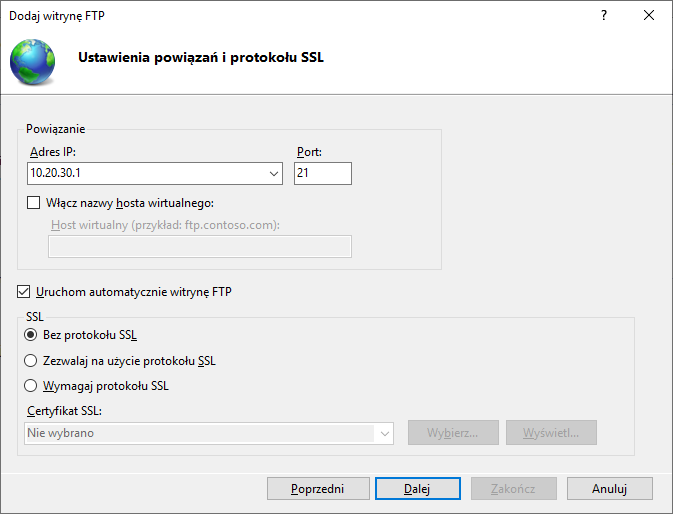 Dodaj witrynę FTP
?
Ustawienia powiązań i protokołu SSL
Powiązanie
Adres IP:
Port:
10.20.30.1
21
Włącz nazwy hosta wirtualnego:
Host wirtualny (przykład: ftp.contoso.com):
Uruchom automatycznie witrynę FTP
SSL
Bez protokołu SSL
Zezwalaj na użycie protokołu SSL
Wymagaj protokołu SSL
Certyfikat SSL:
Nie wybrano
Wybierz...
Wyświetl...
Poprzedni
Dalej
Zakończ
Anuluj